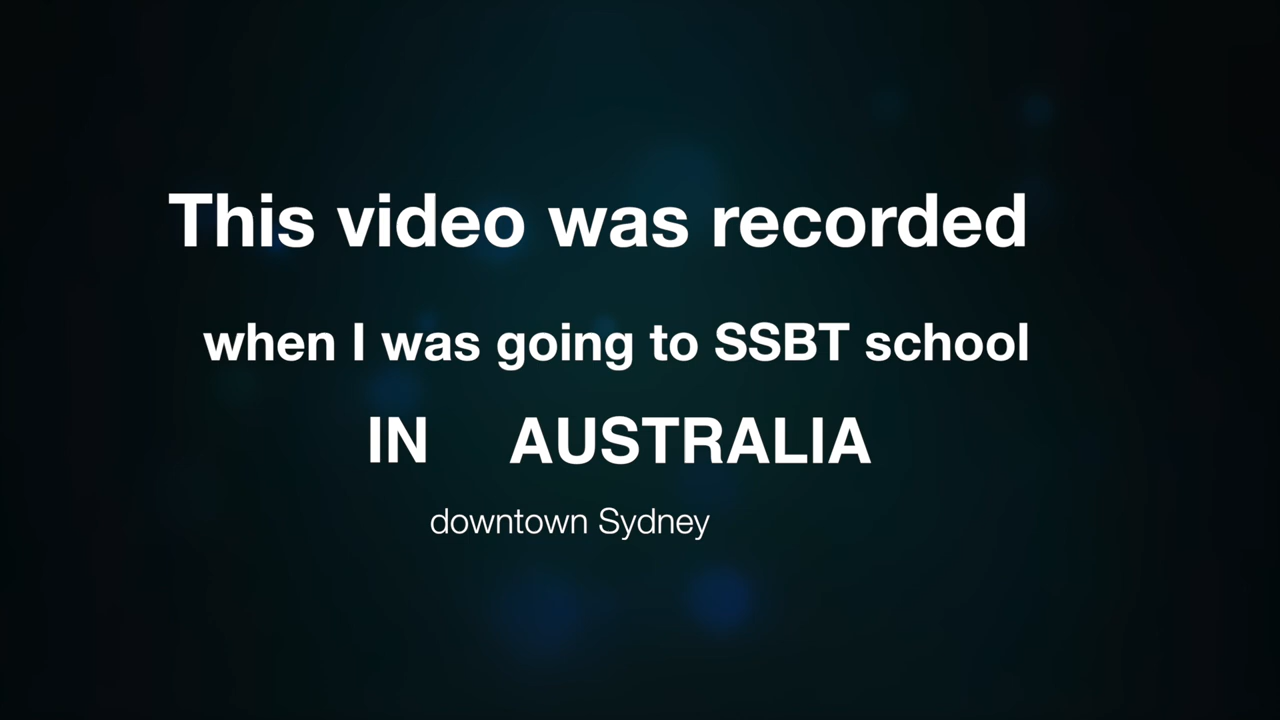 This video was recorded
when I was going to SSBT school
IN AUSTRALIA
downtown Sydney